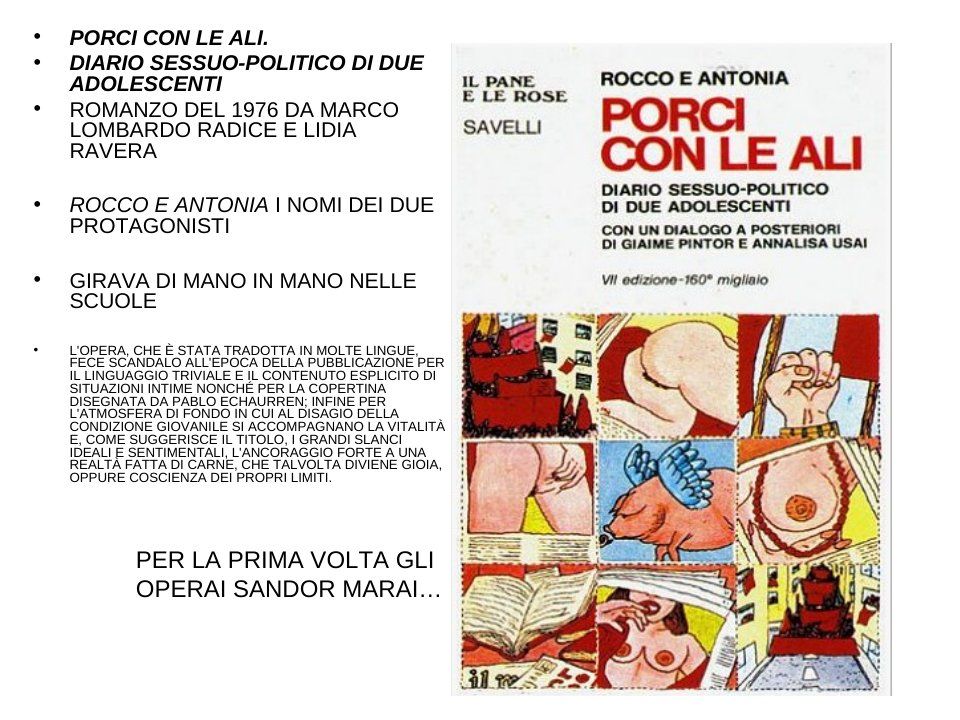 PORCI CON LE ALI.
DIARIO SESSUO-POLITICO DI DUE
ADOLESCENTI
ROMANZO DEL 1976 DA MARCO
LOMBARDO RADICE E LIDIA
RAVERA
ROCCO E ANTONIA I NOMI DEI DUE
PROTAGONISTI
GIRAVA DI MANO IN MANO NELLE
SCUOLE
L'OPERA, CHE È STATA TRADOTTA IN MOLTE LINGUE,
FECE SCANDALO ALL'EPOCA DELLA PUBBLICAZIONE PER
IL LINGUAGGIO TRIVIALE E IL CONTENUTO ESPLICITO DI
SITUAZIONI INTIME NONCHÉ PER LA COPERTINA
DISEGNATA DA PABLO ECHAURREN; INFINE PER
L'ATMOSFERA DI FONDO IN CUI AL DISAGIO DELLA
CONDIZIONE GIOVANILE SI ACCOMPAGNANO LA VITALITÀ
E, COME SUGGERISCE IL TITOLO, I GRANDI SLANCI
IDEALI E SENTIMENTALI, L'ANCORAGGIO FORTE A UNA
REALTÀ FATTA DI CARNE, CHE TALVOLTA DIVIENE GIOIA,
OPPURE COSCIENZA DEI PROPRI LIMITI.
PER LA PRIMA VOLTA GLI
OPERAI SANDOR MARAI…
IL PANE
E LE ROSE
SAVELLI
ROCCO E ANTONIA
PORCI
CON LE ALI
DIARIO SESSUO-POLITICO
DI DUE ADOLESCENTI
CON UN DIALOGO A POSTERIORI
DI GIAIME PINTOR E ANNALISA USAI
VII edizione-160° migliaio